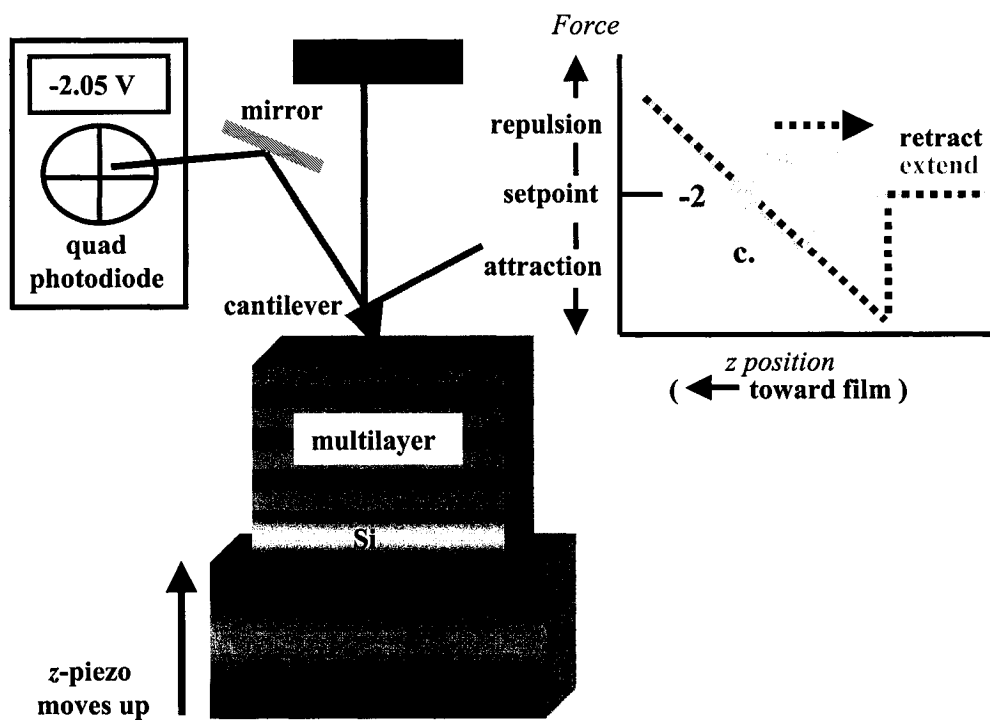 -2.05 V
quad
photodiode
mirror
cantilever
multilayer
Si
z-piezo
moves up
Force
repulsion
setpoint
attraction
-2
c.
retract
extend
z position
( toward film )